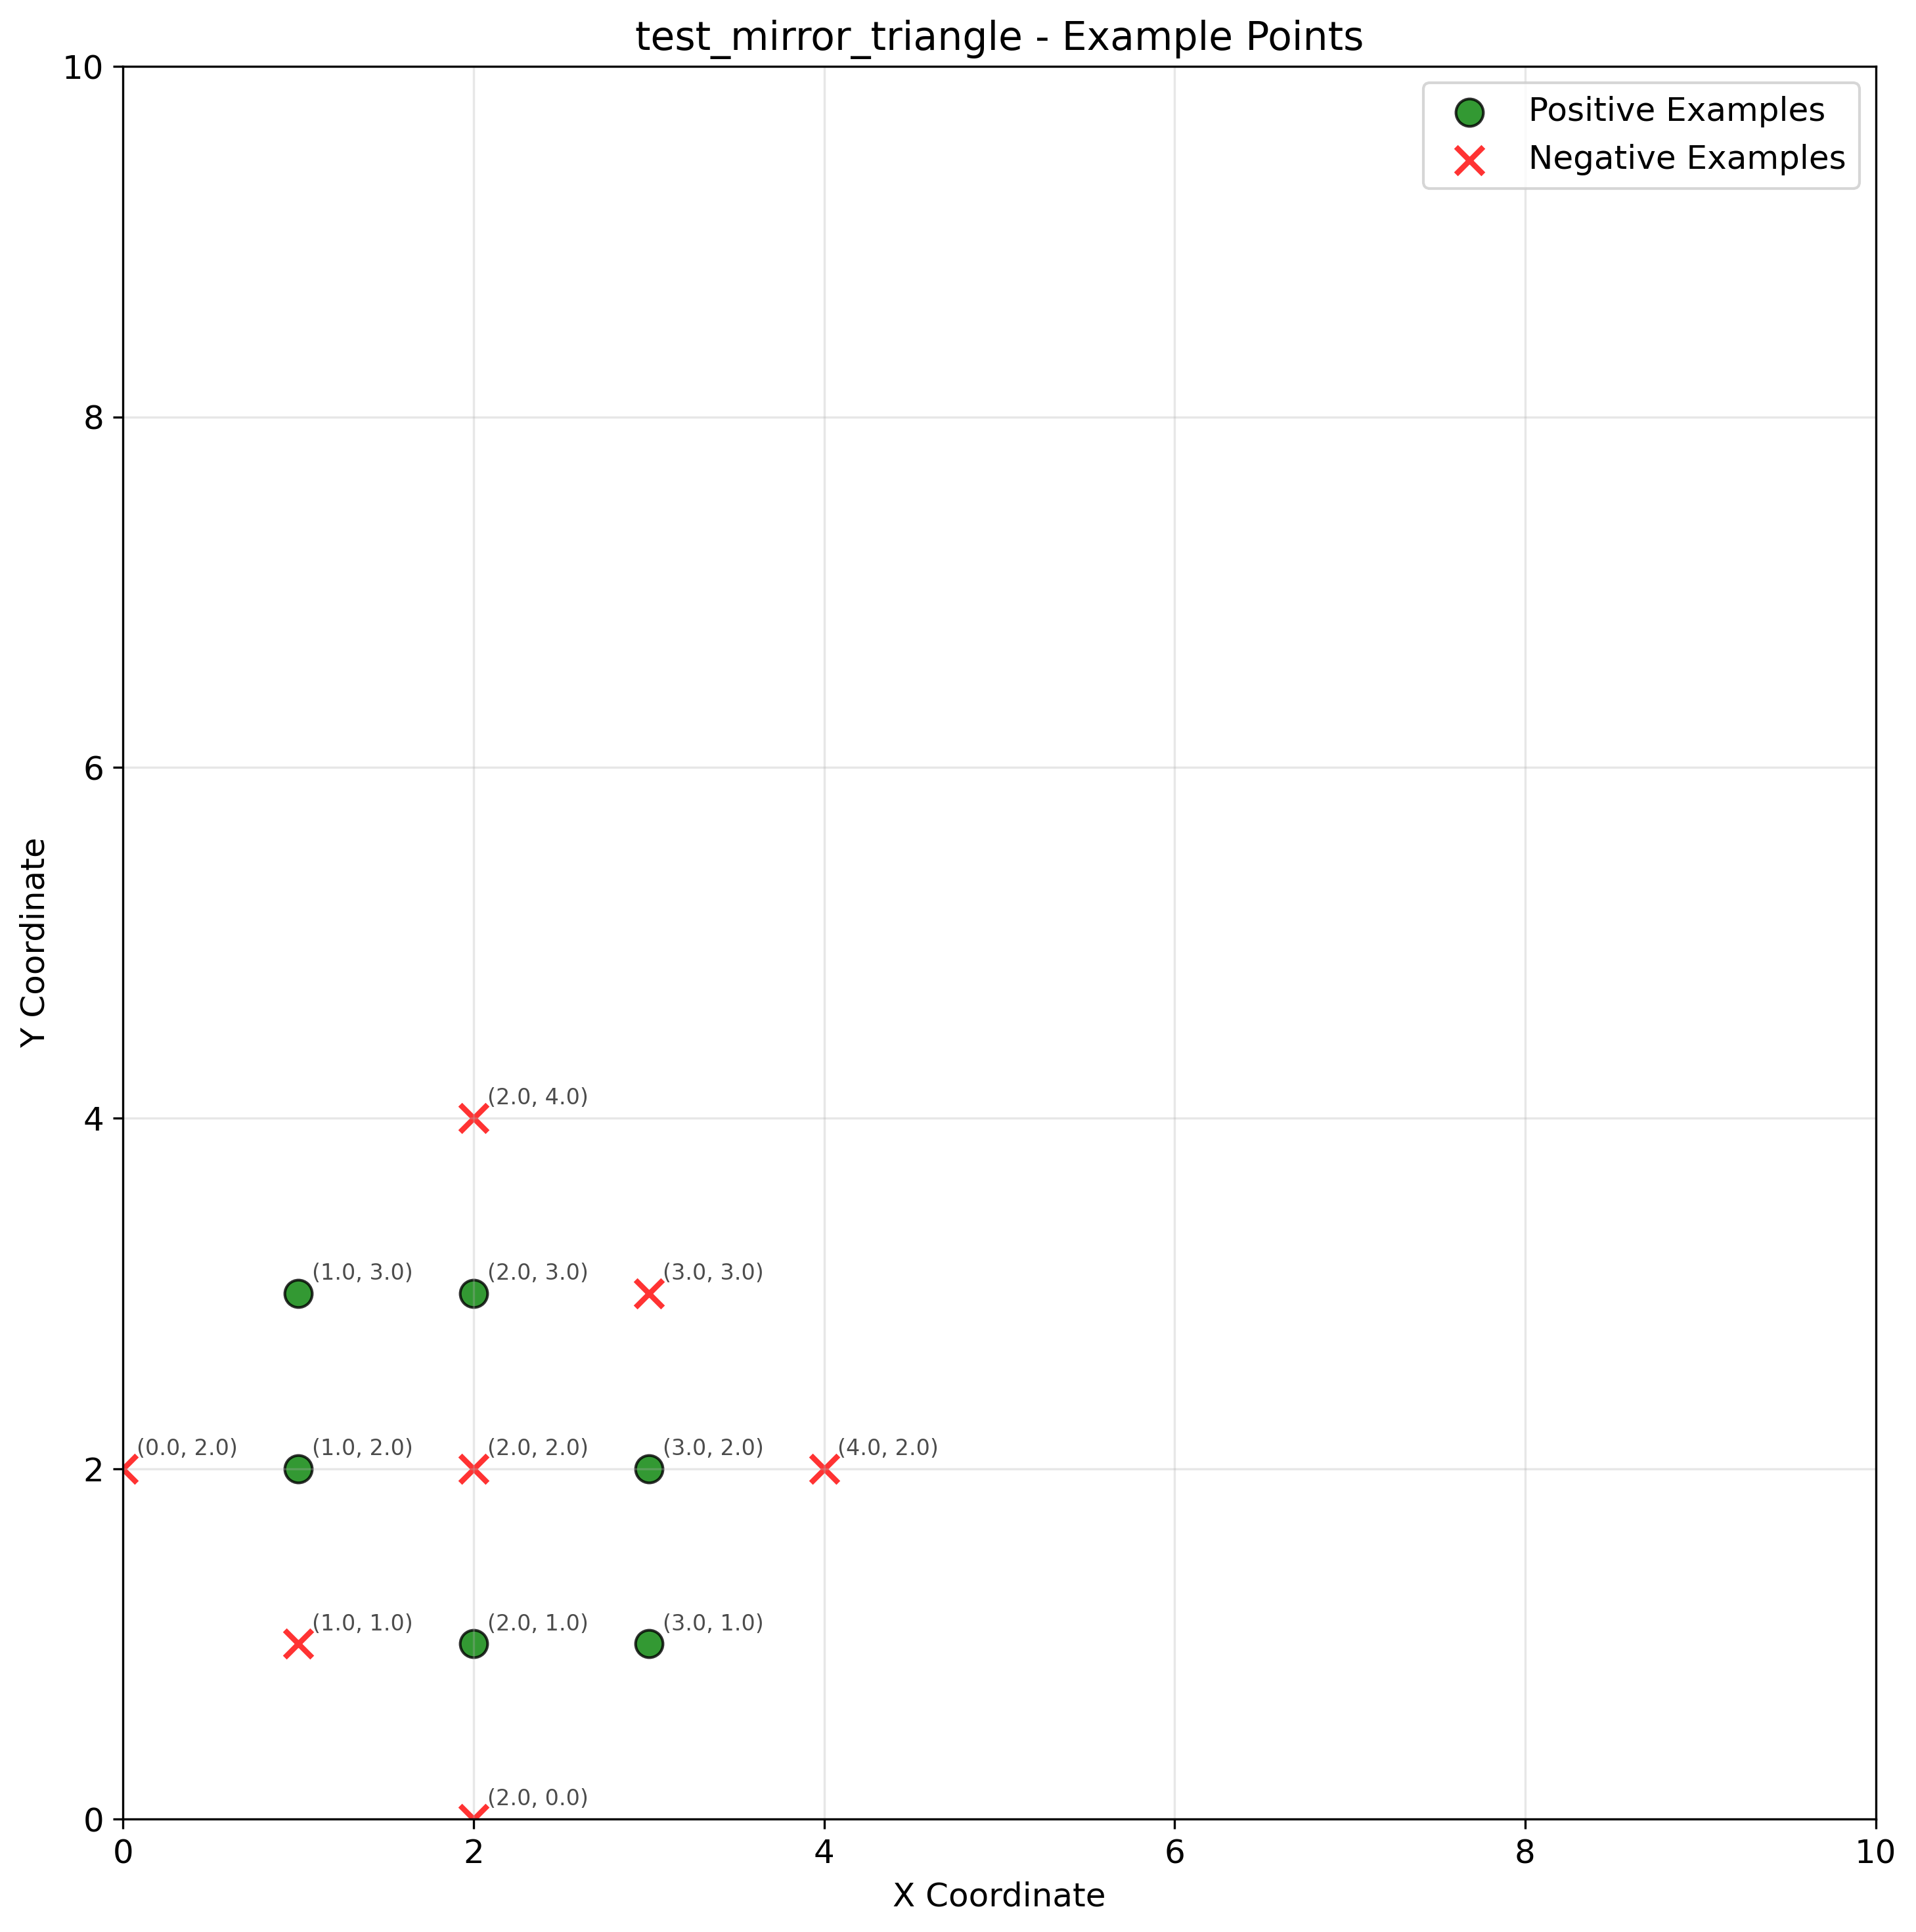 test_mirror_triangle - Example Points
Positive Examples
Negative Examples
10
8
6
4
2
0
Y Coordinate
(2.0, 4.0)
(1.0, 3.0) (2.0, 3.0) (3.0, 3.0)
(0.0, 2.0) (1.0, 2.0) (2.0, 2.0) (3.0, 2.0) (4.0, 2.0)
(1.0, 1.0) (2.0, 1.0) (3.0, 1.0)
(2.0, 0.0)
0 2 4 6 8 10
X Coordinate